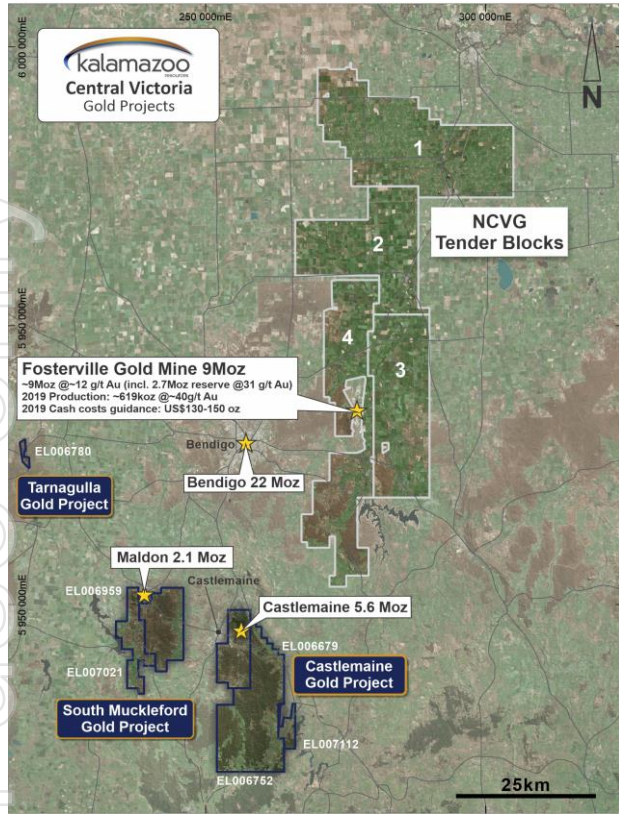 250 000mE
300 000mE
6 000 000mE
kalamazoo
RESOURCES
Central Victoria
Gold Projects
N
1
2
NCVG
Tender Blocks
5 950 000mE
4
3
Fosterville Gold Mine 9Moz
~9Moz @~12 g/t Au (incl. 2.7Moz reserve @31 g/t Au)
2019 Production: ~619koz @~40g/t Au
2019 Cash costs guidance: US$130-150 oz
Bendigo
EL006780
Bendigo 22 Moz
Tarnagulla
Gold Project
Maldon 2.1 Moz
Castlemaine
EL006959
5 950 000mE
Castlemaine 5.6 Moz
EL006679
Castlemaine
Gold Project
EL007021
South Muckleford
Gold Project
EL007112
EL006752
25km